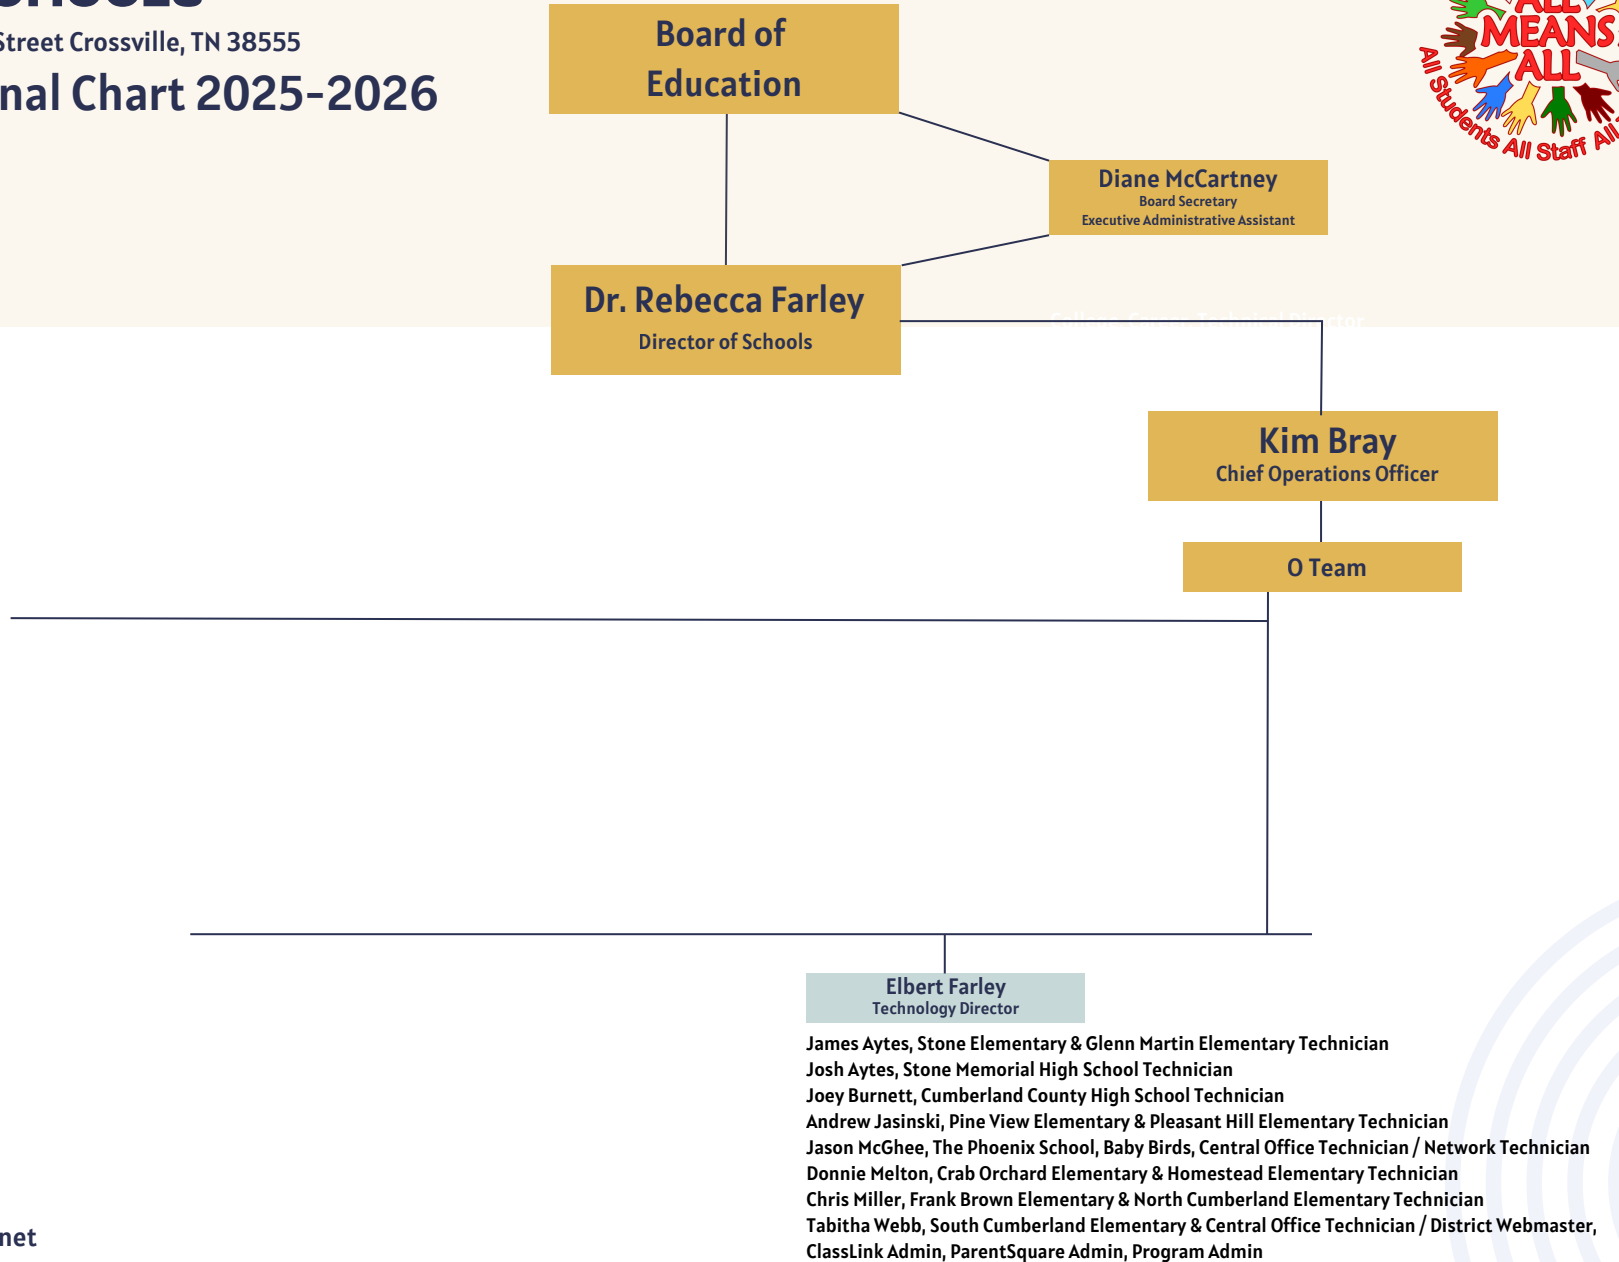 Street Crossville, TN 38555
nal Chart 2025-2026
Board of
Education
ALL
MEANS
ALL
All Students All Staff All
Diane McCartney
Board Secretary
Executive Administrative Assistant
Dr. Rebecca Farley
Director of Schools
College, Career, Technical Director
Kim Bray
Chief Operations Officer
O Team
Elbert Farley
Technology Director
James Aytes, Stone Elementary & Glenn Martin Elementary Technician
Josh Aytes, Stone Memorial High School Technician
Joey Burnett, Cumberland County High School Technician
Andrew Jasinski, Pine View Elementary & Pleasant Hill Elementary Technician
Jason McGhee, The Phoenix School, Baby Birds, Central Office Technician / Network Technician
Donnie Melton, Crab Orchard Elementary & Homestead Elementary Technician
Chris Miller, Frank Brown Elementary & North Cumberland Elementary Technician
Tabitha Webb, South Cumberland Elementary & Central Office Technician / District Webmaster,
ClassLink Admin, ParentSquare Admin, Program Admin
net